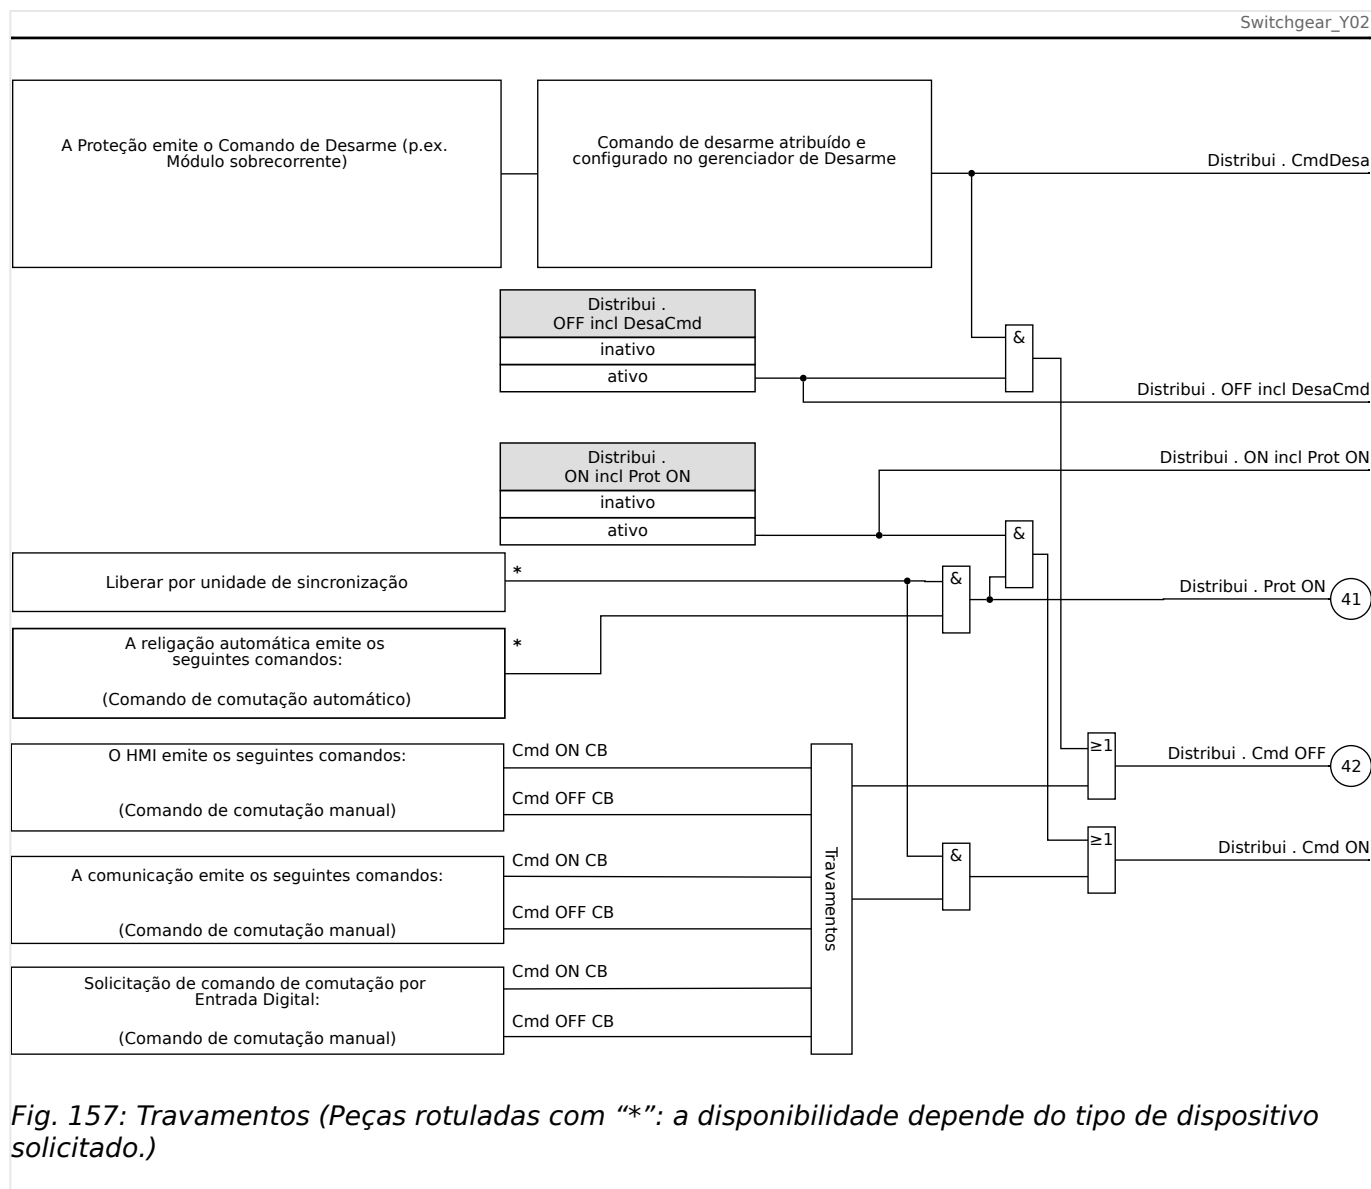 Switchgear_Y02
A Proteção emite o Comando de Desarme (p.ex.
Módulo sobrecorrente)
Comando de desarme atribuído e
configurado no gerenciador de Desarme
Distribui . CmdDesa
Distribui .
OFF incl DesaCmd
inativo
ativo
&
Distribui . OFF incl DesaCmd
Distribui .
ON incl Prot ON
inativo
ativo
Distribui . ON incl Prot ON
&
Liberar por unidade de sincronização
*
&
Distribui . Prot ON
41
A religação automática emite os
seguintes comandos:
(Comando de comutação automático)
*
O HMI emite os seguintes comandos:
(Comando de comutação manual)
Cmd ON CB
Cmd OFF CB
≥1
Distribui . Cmd OFF
42
A comunicação emite os seguintes comandos:
(Comando de comutação manual)
Cmd ON CB
Cmd OFF CB
Travamentos
&
≥1
Distribui . Cmd ON
Solicitação de comando de comutação por
Entrada Digital:
(Comando de comutação manual)
Cmd ON CB
Cmd OFF CB
Fig. 157: Travamentos (Peças rotuladas com “*”: a disponibilidade depende do tipo de dispositivo
solicitado.)